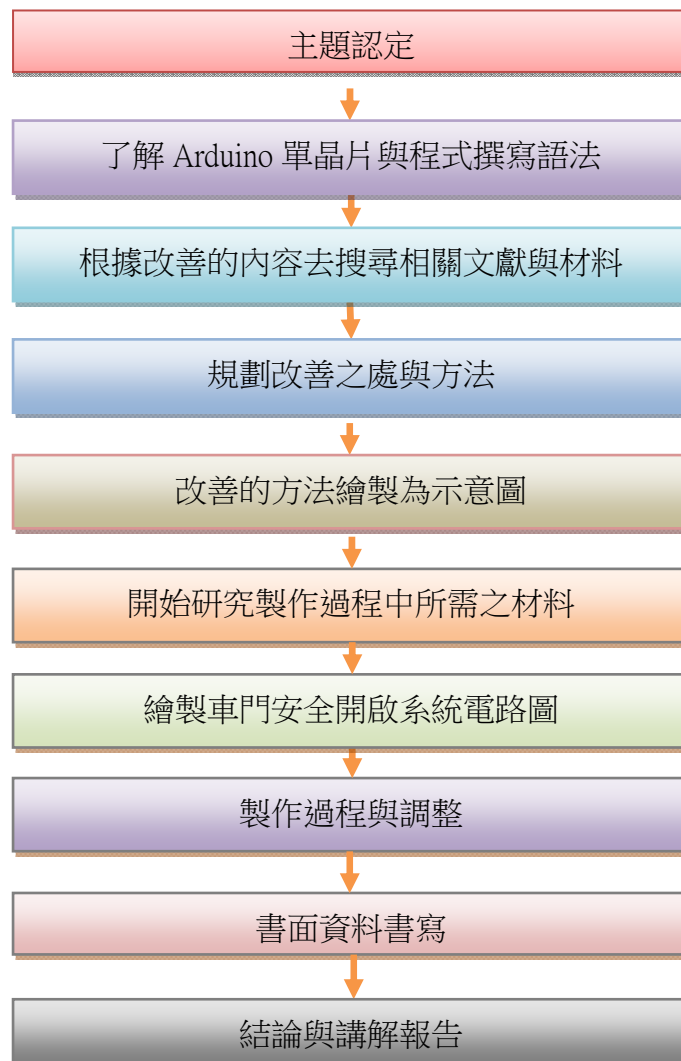 主題認定
了解 Arduino 單晶片與程式撰寫語法
根據改善的內容去搜尋相關文獻與材料
規劃改善之處與方法
改善的方法繪製為示意圖
開始研究製作過程中所需之材料
繪製車門安全開啟系統電路圖
製作過程與調整
書面資料書寫
結論與講解報告